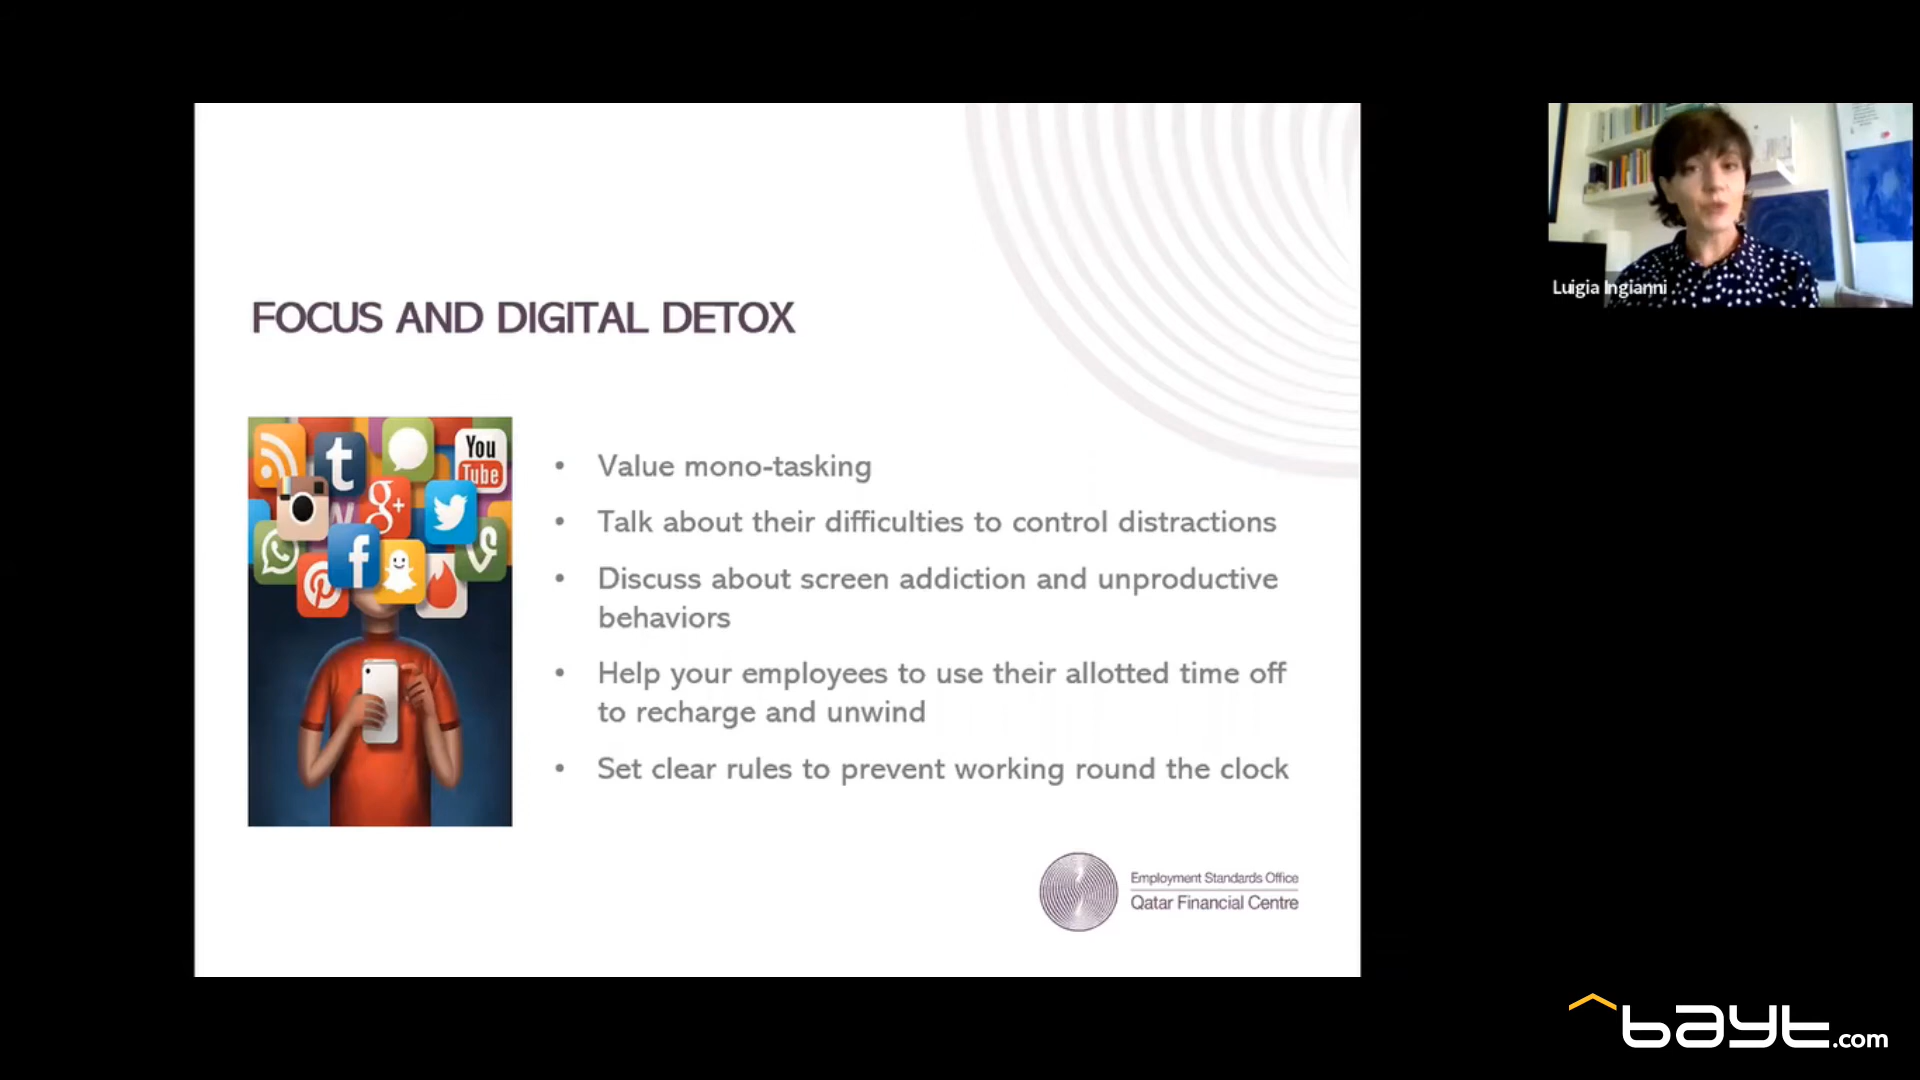 FOCUS AND DIGITAL DETOX
You
Tube
t
g+
W
f
• Value mono-tasking
• Talk about their difficulties to control distractions
• Discuss about screen addiction and unproductive
behaviors
• Help your employees to use their allotted time off
to recharge and unwind
• Set clear rules to prevent working round the clock
Employment Standards Office
Qatar Financial Centre
Luigia Ingianni
bayt.com